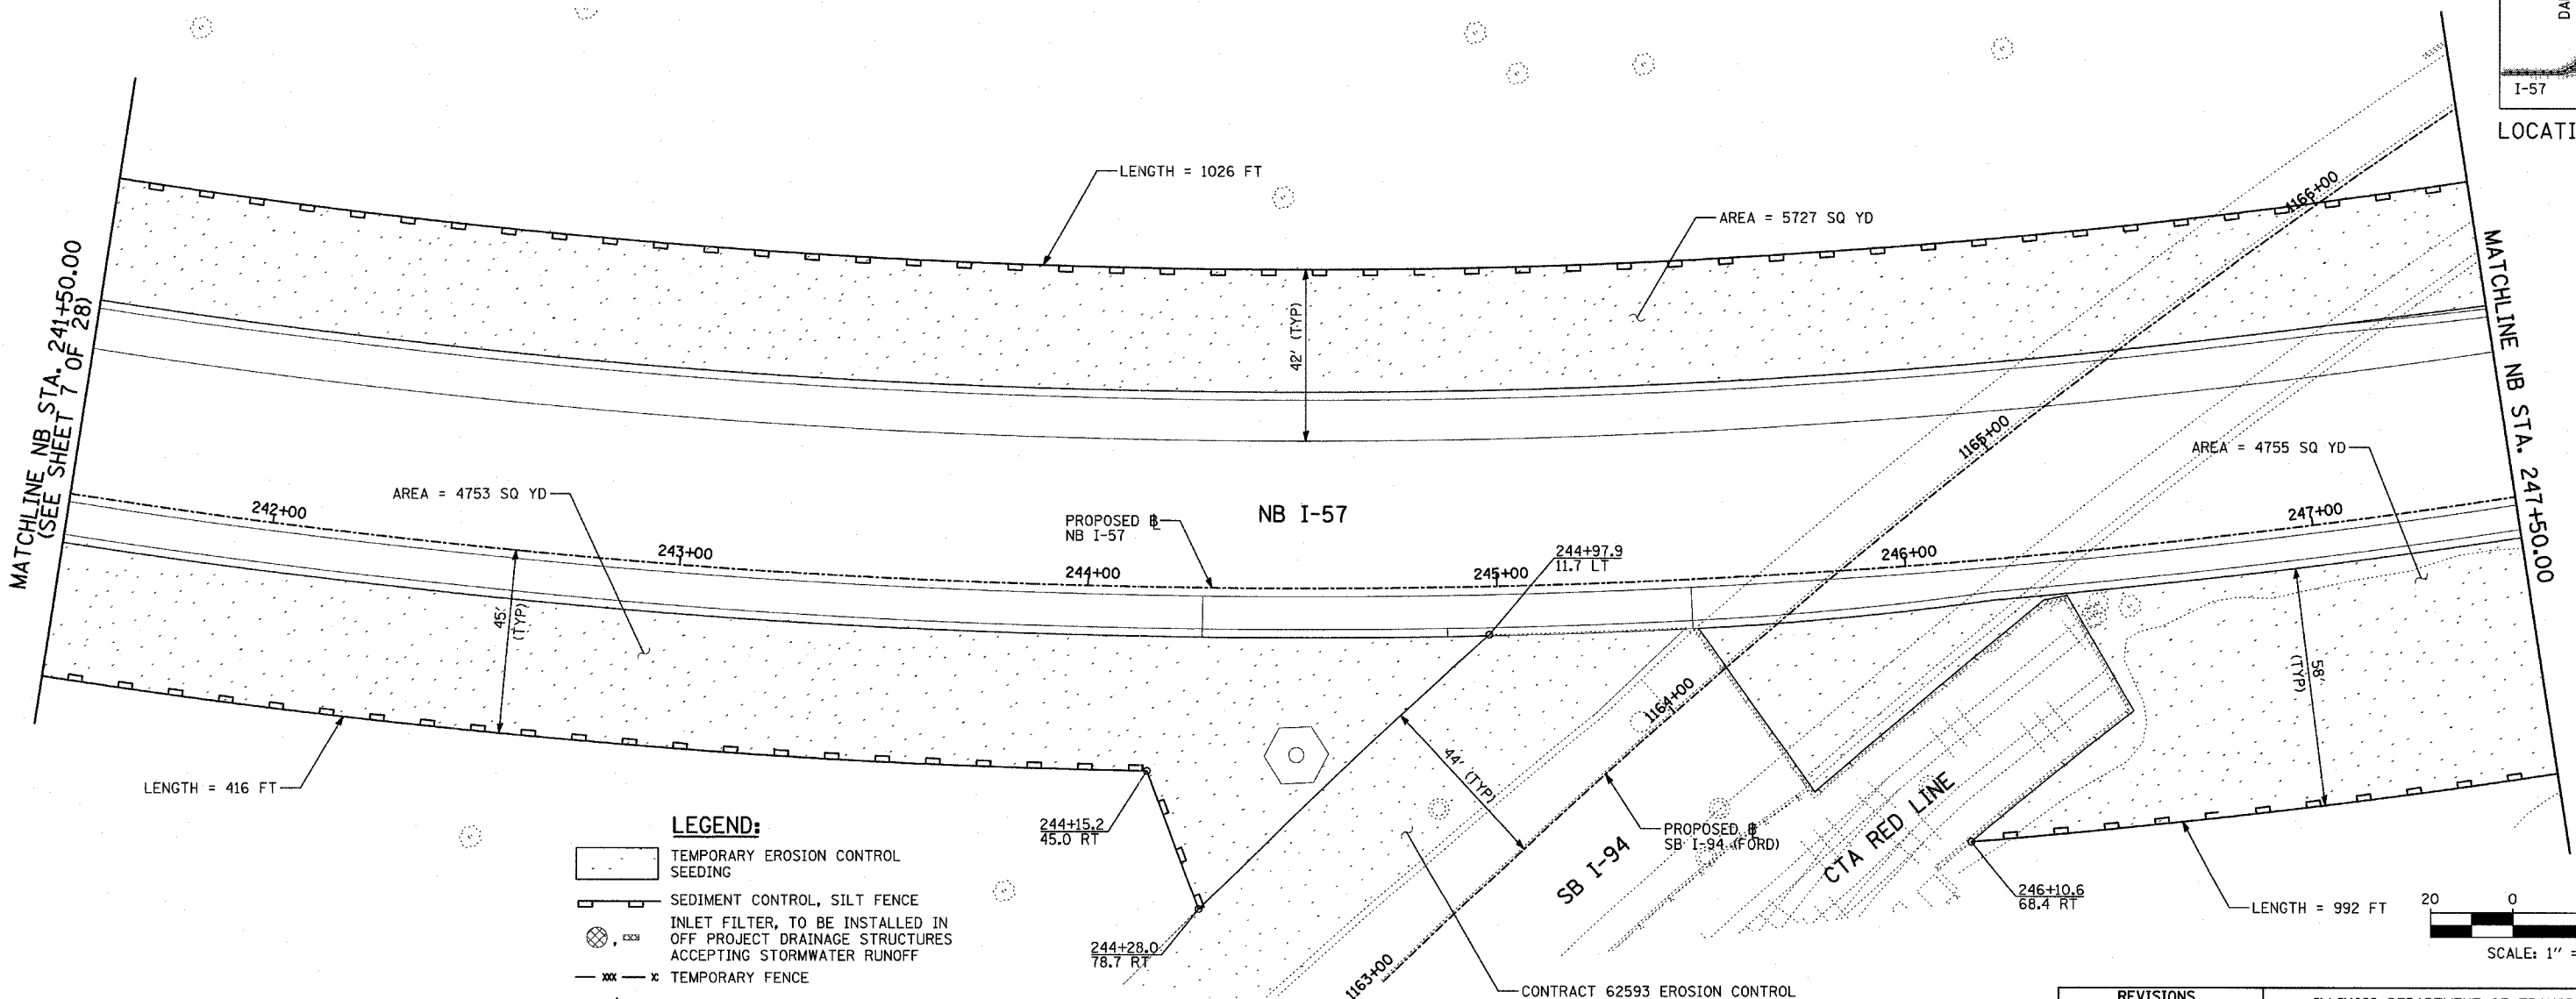 I-57
LENGTH = 1026 FT
AREA = 5727 SQ YD
1166+00
MATCHLINE NB STA. 241+50.00
(SEE SHEET 7 OF 28)
42' (TYP)
MATCHLINE NB STA. 247+50.00
1165+00
AREA = 4755 SQ YD
AREA = 4753 SQ YD
242+00
243+00
244+00
PROPOSED ℄
NB I-57
NB I-57
244+97.9
11.7 LT
245+00
246+00
247+00
45'
(TYP)
58'
(TYP)
1164+00
44' (TYP)
LENGTH = 416 FT
244+15.2
45.0 RT
244+28.0
78.7 RT
SB I-94
PROPOSED ℄
SB I-94 (FORD)
CTA RED LINE
246+10.6
68.4 RT
LENGTH = 992 FT
20 0
SCALE: 1" =
1163+00
CONTRACT 62593 EROSION CONTROL
LEGEND:
TEMPORARY EROSION CONTROL
SEEDING
SEDIMENT CONTROL, SILT FENCE
INLET FILTER, TO BE INSTALLED IN
OFF PROJECT DRAINAGE STRUCTURES
ACCEPTING STORMWATER RUNOFF
TEMPORARY FENCE
REVISIONS